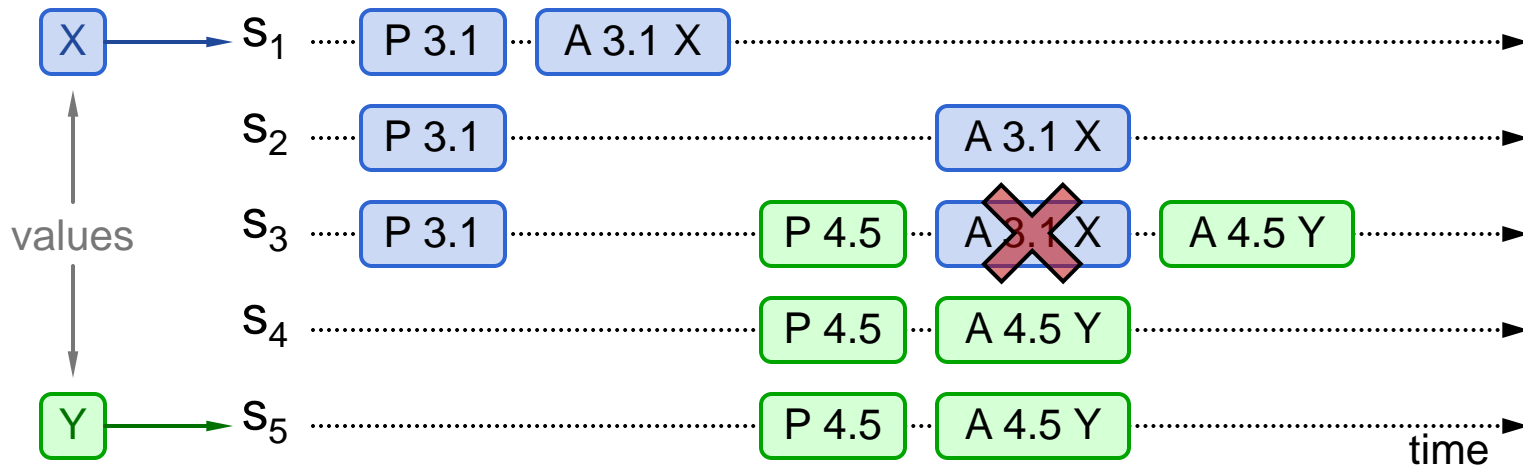 X s1 P 3.1 A 3.1 X
s2 P 3.1 A 3.1 X
values s3 P 3.1 P 4.5 A 3.1 X A 4.5 Y
s4 P 4.5 A 4.5 Y
Y s5 P 4.5 A 4.5 Y
time